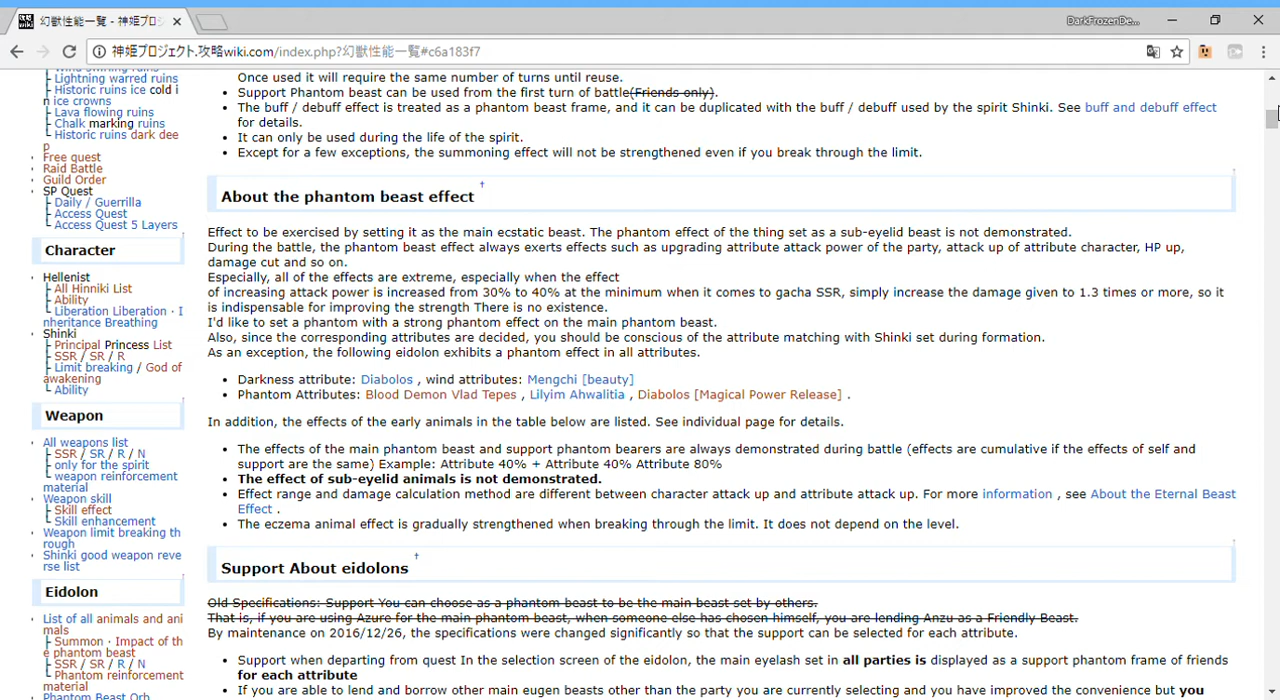 幻獣性能一覧 - 神姫プロジ
DarkFrozenDe...
神姫プロジェクト.攻略wiki.com/index.php?幻獣性能一覧#c6a183f7
Lightning warred ruins
Historic ruins ice cold i
n ice crowns
Lava flowing ruins
Chalk marking ruins
Historic ruins dark dee
p
Free quest
Raid Battle
Guild Order
SP Quest
Daily / Guerrilla
Access Quest
Access Quest 5 Layers
Character
Hellenist
All Hinniki List
Ability
Liberation Liberation · I
nheritance Breathing
Shinki
Principal Princess List
SSR / SR / R
Limit breaking / God of
awakening
Ability
Weapon
All weapons list
SSR / SR / R / N
only for the spirit
weapon reinforcement
material
Weapon skill
Skill effect
Skill enhancement
Weapon limit breaking th
rough
Shinki good weapon reve
rse list
Eidolon
List of all animals and ani
mals
Summon · Impact of th
e phantom beast
SSR / SR / R / N
Phantom reinforcement
material
Phantom Beast Orb
Once used it will require the same number of turns until reuse.
• Support Phantom beast can be used from the first turn of battle(Friends only).
• The buff / debuff effect is treated as a phantom beast frame, and it can be duplicated with the buff / debuff used by the spirit Shinki. See buff and debuff effect
for details.
• It can only be used during the life of the spirit.
• Except for a few exceptions, the summoning effect will not be strengthened even if you break through the limit.
About the phantom beast effect †
Effect to be exercised by setting it as the main ecstatic beast. The phantom effect of the thing set as a sub-eyelid beast is not demonstrated.
During the battle, the phantom beast effect always exerts effects such as upgrading attribute attack power of the party, attack up of attribute character, HP up,
damage cut and so on.
Especially, all of the effects are extreme, especially when the effect
of increasing attack power is increased from 30% to 40% at the minimum when it comes to gacha SSR, simply increase the damage given to 1.3 times or more, so it
is indispensable for improving the strength There is no existence.
I'd like to set a phantom with a strong phantom effect on the main phantom beast.
Also, since the corresponding attributes are decided, you should be conscious of the attribute matching with Shinki set during formation.
As an exception, the following eidolon exhibits a phantom effect in all attributes.
• Darkness attribute: Diabolos , wind attributes: Mengchi [beauty]
• Phantom Attributes: Blood Demon Vlad Tepes , Lilyim Ahwalitia , Diabolos [Magical Power Release] .
In addition, the effects of the early animals in the table below are listed. See individual page for details.
• The effects of the main phantom beast and support phantom bearers are always demonstrated during battle (effects are cumulative if the effects of self and
support are the same) Example: Attribute 40% + Attribute 40% Attribute 80%
• The effect of sub-eyelid animals is not demonstrated.
• Effect range and damage calculation method are different between character attack up and attribute attack up. For more information , see About the Eternal Beast
Effect .
• The eczema animal effect is gradually strengthened when breaking through the limit. It does not depend on the level.
Support About eidolons †
Old Specifications: Support You can choose as a phantom beast to be the main beast set by others.
That is, if you are using Azure for the main phantom beast, when someone else has chosen himself, you are lending Anzu as a Friendly Beast.
By maintenance on 2016/12/26, the specifications were changed significantly so that the support can be selected for each attribute.
• Support when departing from quest In the selection screen of the eidolon, the main eyelash set in all parties is displayed as a support phantom frame of friends
for each attribute
• If you are able to lend and borrow other main eugen beasts other than the party you are currently selecting and you have improved the convenience but you